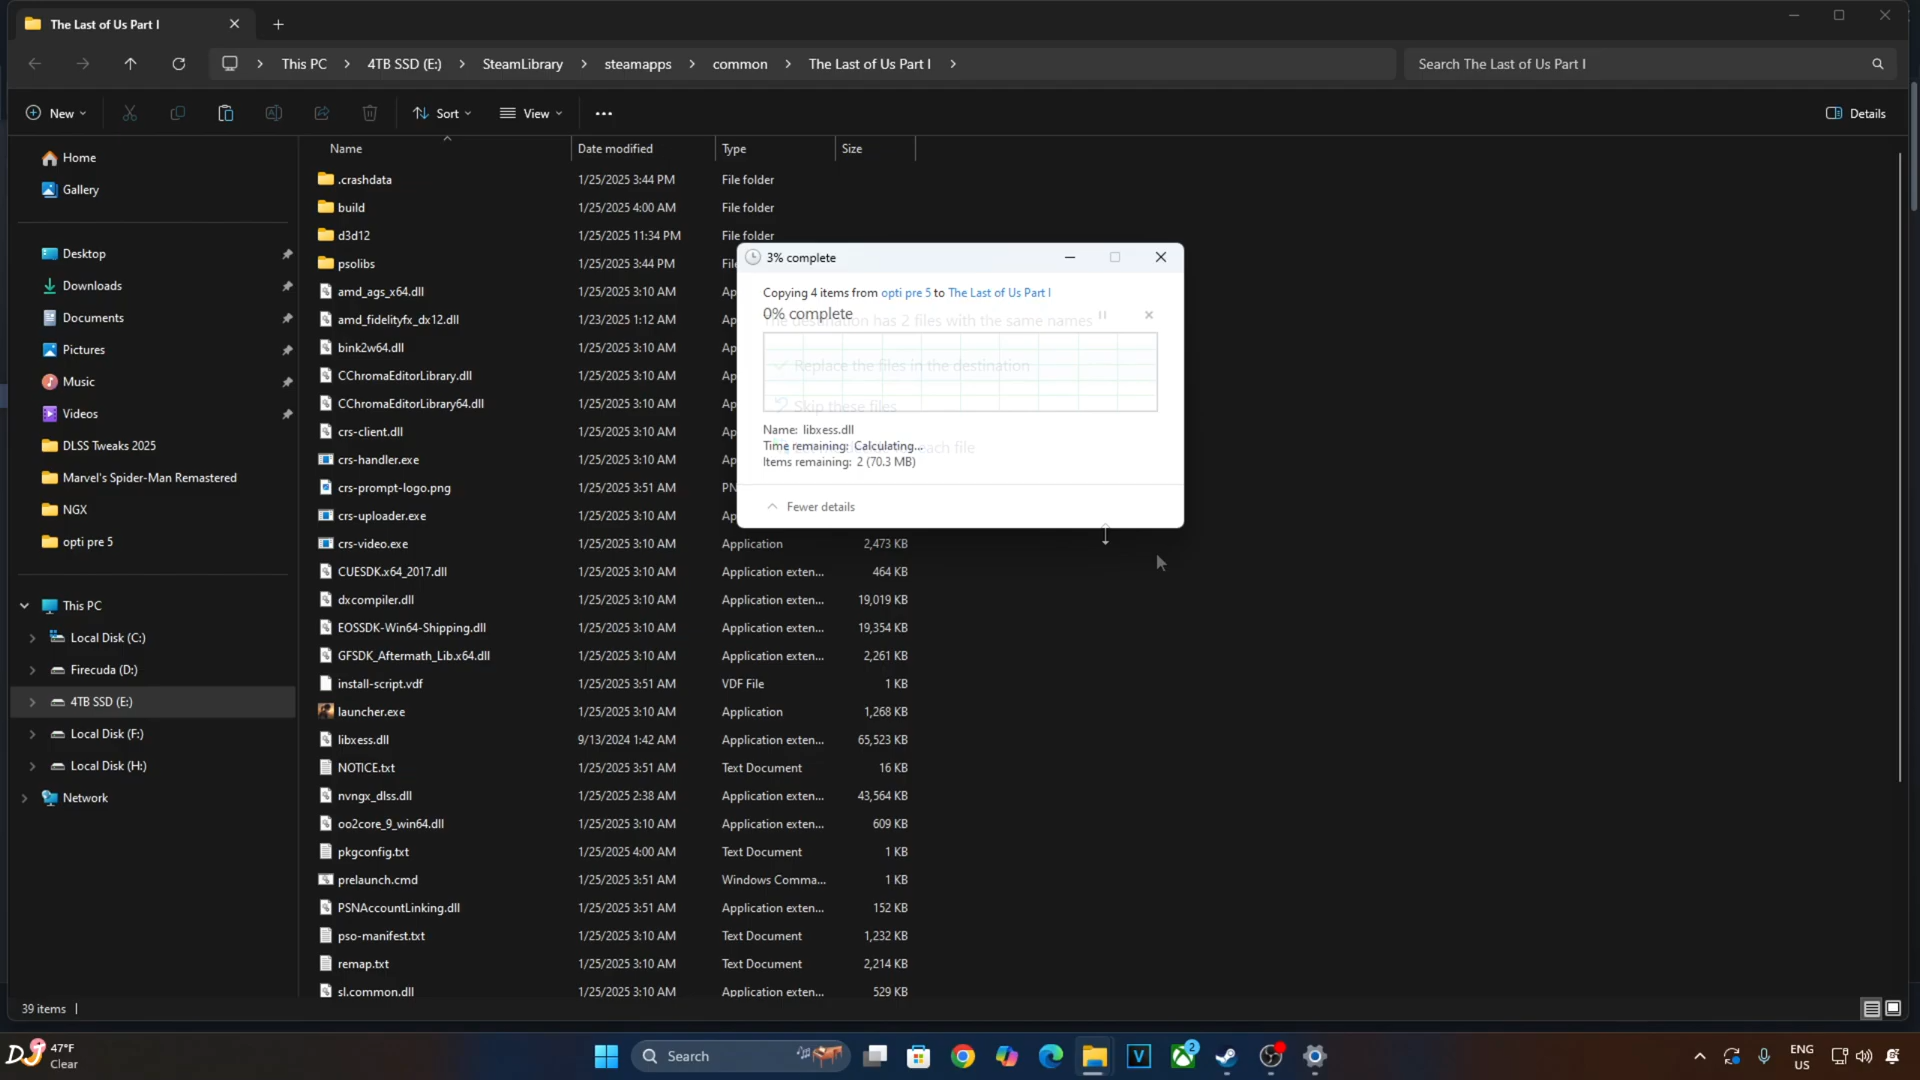 The Last of Us Part I
This PC
4TB SSD (E:)
SteamLibrary
steamapps
common
The Last of Us Part I
Search The Last of Us Part I
New
Sort
View
Details
Name
Date modified
Type
Size
Home
Gallery
Desktop
Downloads
Documents
Pictures
Music
Videos
DLSS Tweaks 2025
Marvel's Spider-Man Remastered
NGX
opti pre 5
This PC
Local Disk (C:)
Firecuda (D:)
4TB SSD (E:)
Local Disk (F:)
Local Disk (H:)
Network
.crashdata 1/25/2025 3:44 PM File folder
build 1/25/2025 4:00 AM File folder
d3d12 1/25/2025 11:34 PM File folder
psolibs 1/25/2025 3:44 PM
amd_ags_x64.dll 1/25/2025 3:10 AM
amd_fidelityfx_dx12.dll 1/23/2025 1:12 AM
bink2w64.dll 1/25/2025 3:10 AM
CChromaEditorLibrary.dll 1/25/2025 3:10 AM
CChromaEditorLibrary64.dll 1/25/2025 3:10 AM
crs-client.dll 1/25/2025 3:10 AM
crs-handler.exe 1/25/2025 3:10 AM
crs-prompt-logo.png 1/25/2025 3:51 AM
crs-uploader.exe 1/25/2025 3:10 AM
crs-video.exe 1/25/2025 3:10 AM Application 2,473 KB
CUESDK.x64_2017.dll 1/25/2025 3:10 AM Application exten... 464 KB
dxcompiler.dll 1/25/2025 3:10 AM Application exten... 19,019 KB
EOSSDK-Win64-Shipping.dll 1/25/2025 3:10 AM Application exten... 19,354 KB
GFSDK_Aftermath_Lib.x64.dll 1/25/2025 3:10 AM Application exten... 2,261 KB
install-script.vdf 1/25/2025 3:51 AM VDF File 1 KB
launcher.exe 1/25/2025 3:10 AM Application 1,268 KB
libxess.dll 9/13/2024 1:42 AM Application exten... 65,523 KB
NOTICE.txt 1/25/2025 3:51 AM Text Document 16 KB
nvngx_dlss.dll 1/25/2025 2:38 AM Application exten... 43,564 KB
oo2core_9_win64.dll 1/25/2025 3:10 AM Application exten... 609 KB
pkgconfig.txt 1/25/2025 4:00 AM Text Document 1 KB
prelaunch.cmd 1/25/2025 3:51 AM Windows Comma... 1 KB
PSNAccountLinking.dll 1/25/2025 3:51 AM Application exten... 152 KB
pso-manifest.txt 1/25/2025 3:10 AM Text Document 1,232 KB
remap.txt 1/25/2025 3:10 AM Text Document 2,214 KB
sl.common.dll 1/25/2025 3:10 AM Application exten... 529 KB
3% complete
Copying 4 items from opti pre 5 to The Last of Us Part I
0% complete
The destination has 2 files with the same names
Replace the files in the destination
Skip these files
each file
Name: libxess.dll
Time remaining: Calculating...
Items remaining: 2 (70.3 MB)
Fewer details
39 items
DJ
47°F
Clear
Search
V
2
ENG
US